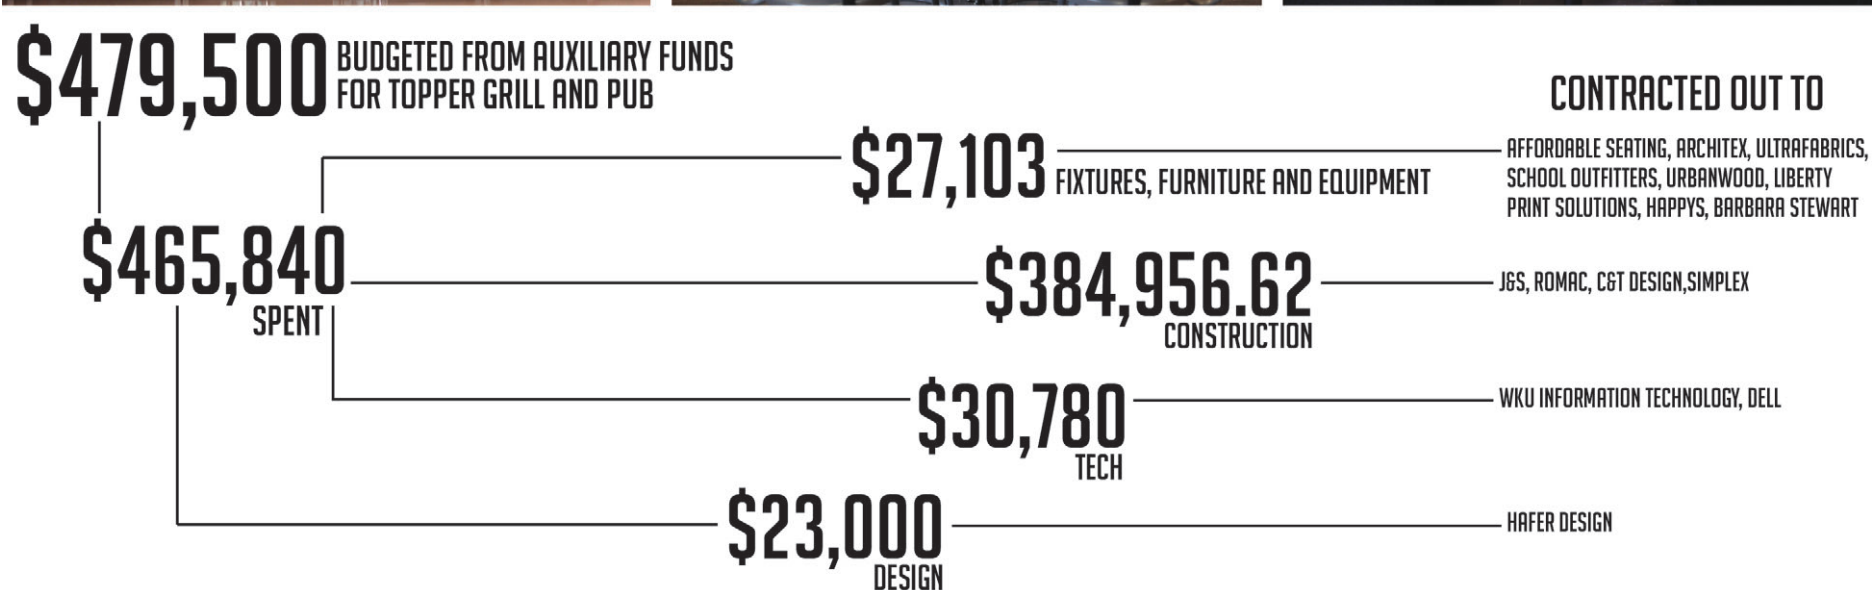 $479,500
BUDGETED FROM AUXILIARY FUNDS
FOR TOPPER GRILL AND PUB
CONTRACTED OUT TO
$27,103
FIXTURES, FURNITURE AND EQUIPMENT
AFFORDABLE SEATING, ARCHITEX, ULTRAFABRICS,
SCHOOL OUTFITTERS, URBANWOOD, LIBERTY
PRINT SOLUTIONS, HAPPYS, BARBARA STEWART
$465,840
SPENT
$384,956.62
CONSTRUCTION
J&S, ROMAC, C&T DESIGN,SIMPLEX
$30,780
TECH
WKU INFORMATION TECHNOLOGY, DELL
$23,000
DESIGN
HAFER DESIGN